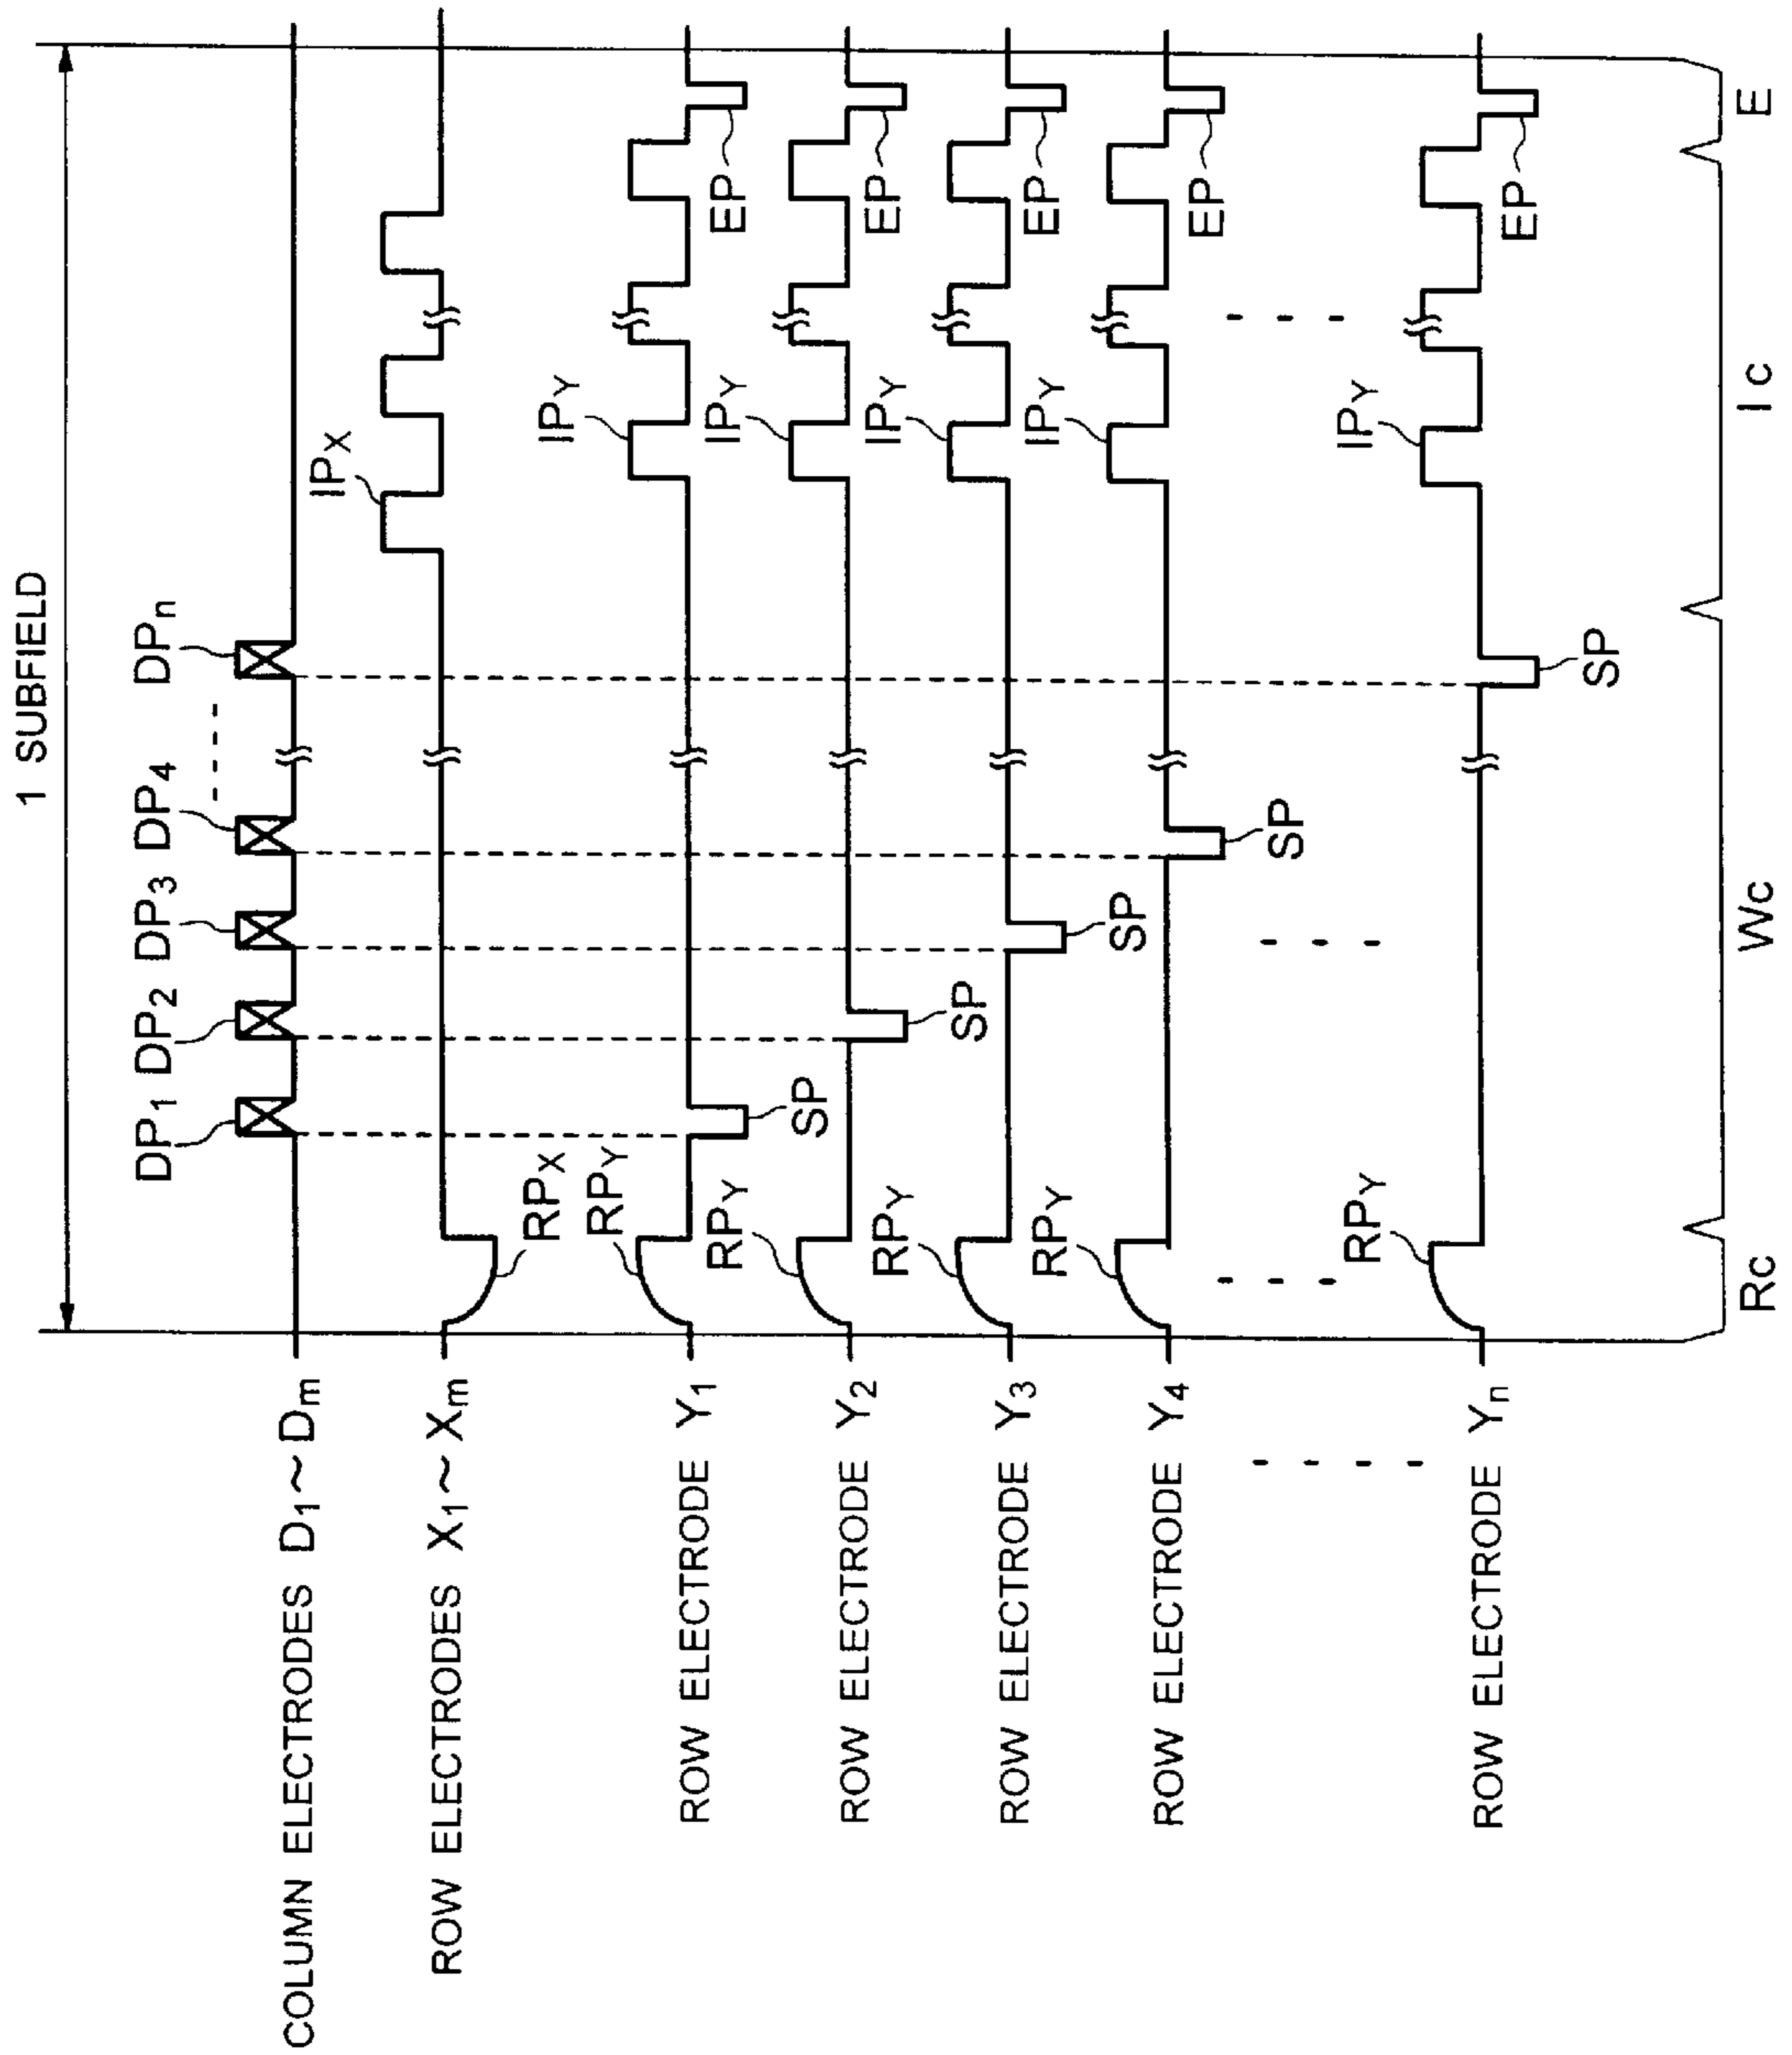 1 SUBFIELD
DP1 DP2 DP3 DP4 DPn
COLUMN ELECTRODES D1~Dm
IPX
ROW ELECTRODES X1~Xm
RPX
RPY IPY
ROW ELECTRODE Y1
SP EP
RPY IPY
ROW ELECTRODE Y2
SP EP
RPY IPY
ROW ELECTRODE Y3
SP EP
RPY IPY
ROW ELECTRODE Y4
SP EP
RPY IPY
ROW ELECTRODE Yn
SP EP
Rc Wc Ic E